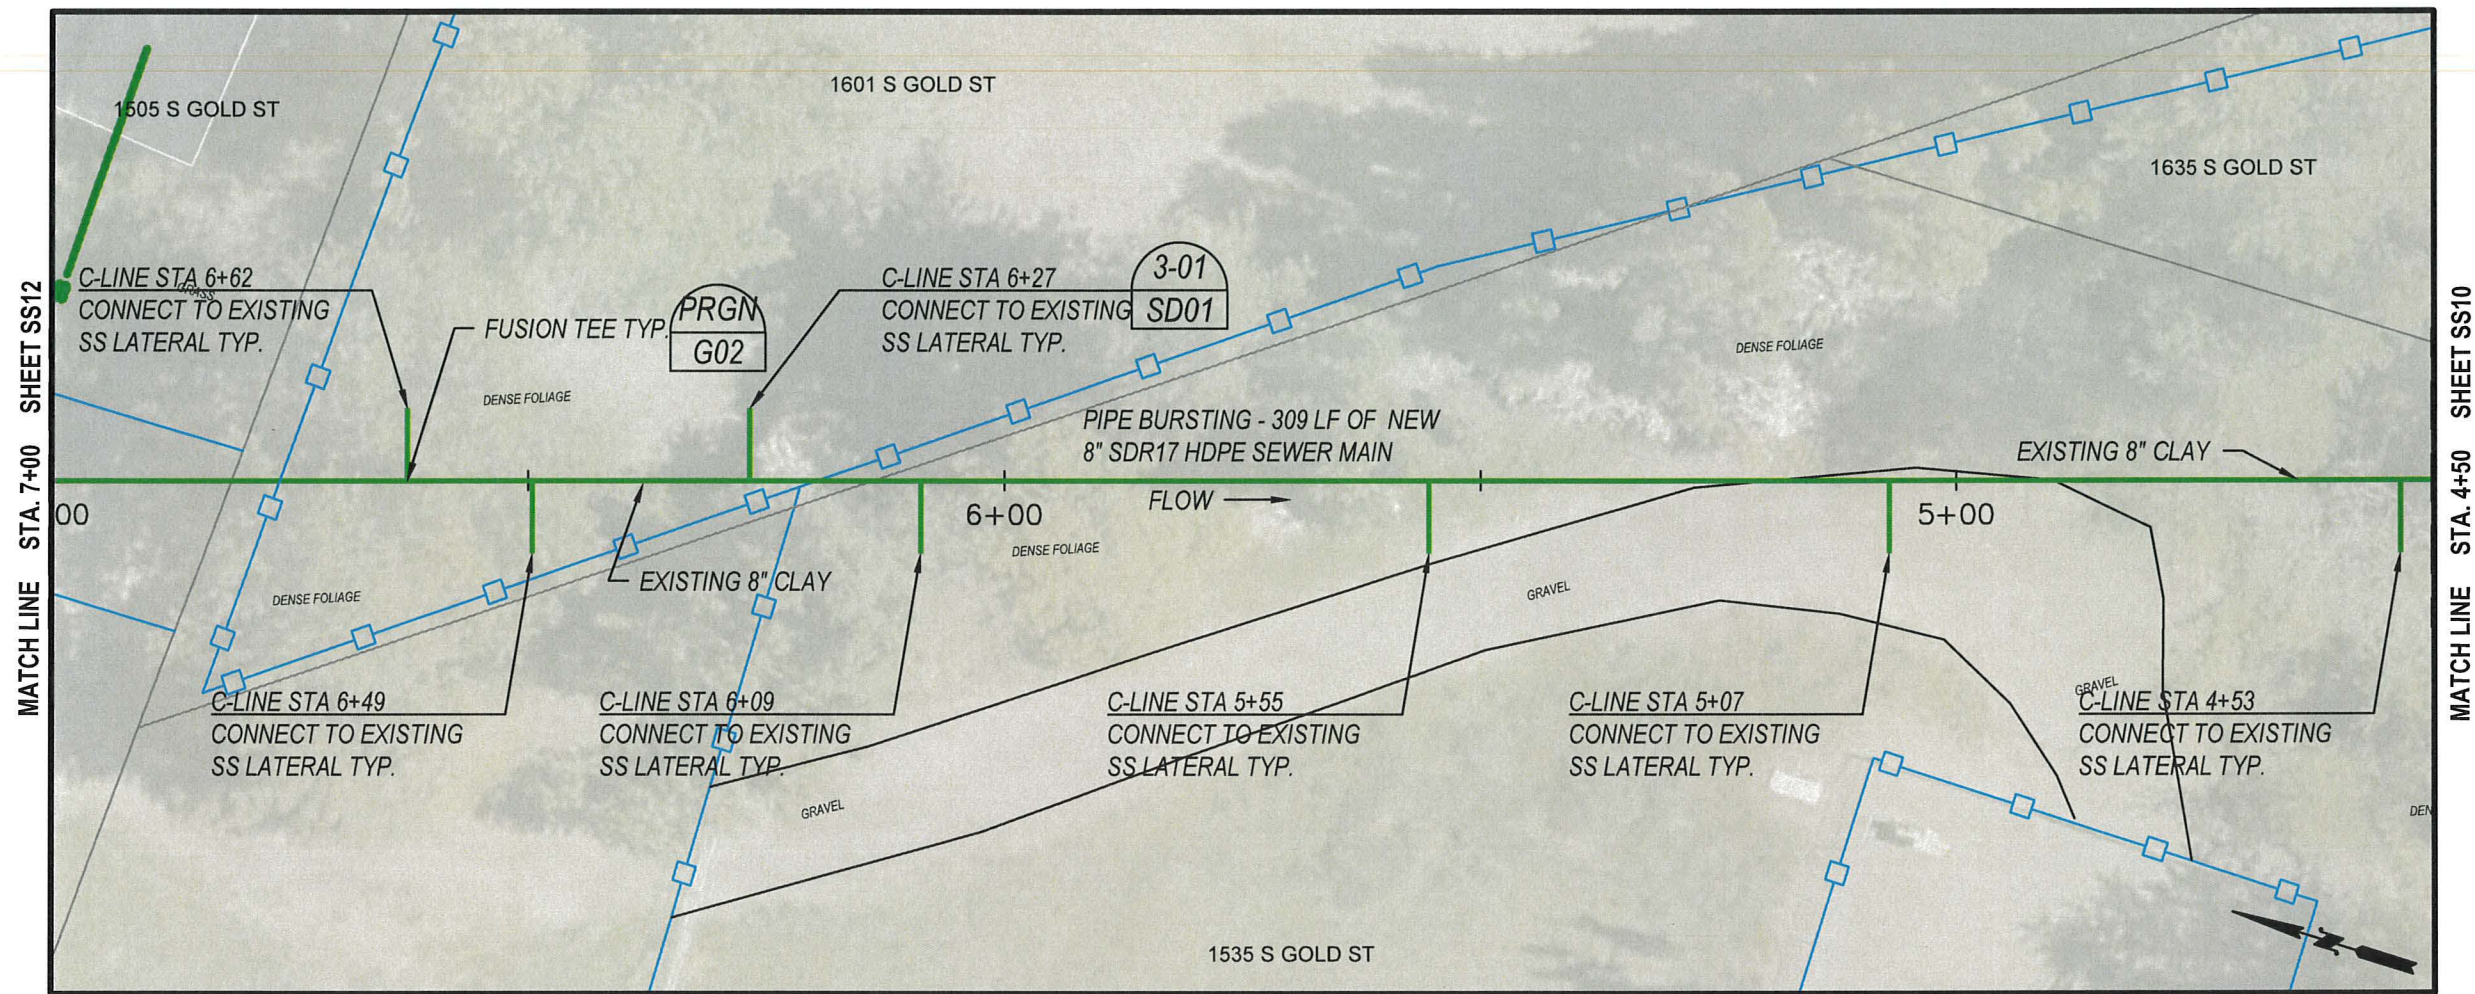 1601 S GOLD ST
1505 S GOLD ST
1635 S GOLD ST
MATCH LINE STA. 7+00 SHEET SS12
C-LINE STA 6+62
GRASS
CONNECT TO EXISTING
SS LATERAL TYP.
FUSION TEE TYP.
PRGN
G02
C-LINE STA 6+27
CONNECT TO EXISTING
SS LATERAL TYP.
3-01
SD01
DENSE FOLIAGE
DENSE FOLIAGE
PIPE BURSTING - 309 LF OF NEW
8" SDR17 HDPE SEWER MAIN
EXISTING 8" CLAY
FLOW
00
6+00
5+00
DENSE FOLIAGE
EXISTING 8" CLAY
DENSE FOLIAGE
GRAVEL
GRAVEL
C-LINE STA 6+49
CONNECT TO EXISTING
SS LATERAL TYP.
C-LINE STA 6+09
CONNECT TO EXISTING
SS LATERAL TYP.
C-LINE STA 5+55
CONNECT TO EXISTING
SS LATERAL TYP.
C-LINE STA 5+07
CONNECT TO EXISTING
SS LATERAL TYP.
C-LINE STA 4+53
CONNECT TO EXISTING
SS LATERAL TYP.
GRAVEL
DEN
1535 S GOLD ST
N
MATCH LINE STA. 4+50 SHEET SS10